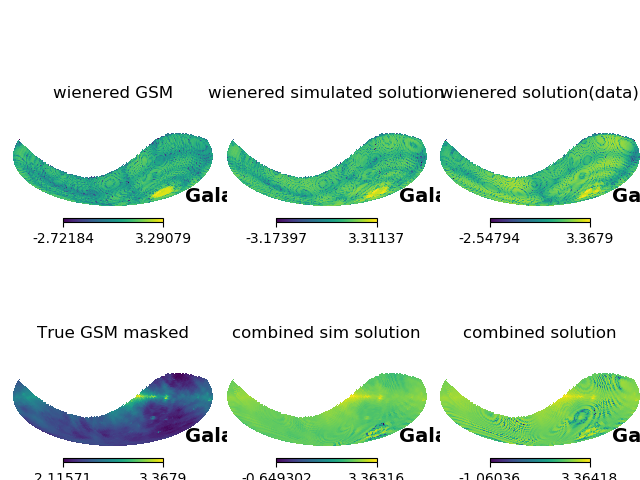 wienered GSM
wienered simulated solution
wienered solution(data)
Gala
Gala
Ga
-2.72184 3.29079
-3.17397 3.31137
-2.54794 3.3679
True GSM masked
combined sim solution
combined solution
Gala
Gala
Ga
2.11571 3.3679
-0.649302 3.36316
-1.06036 3.36418